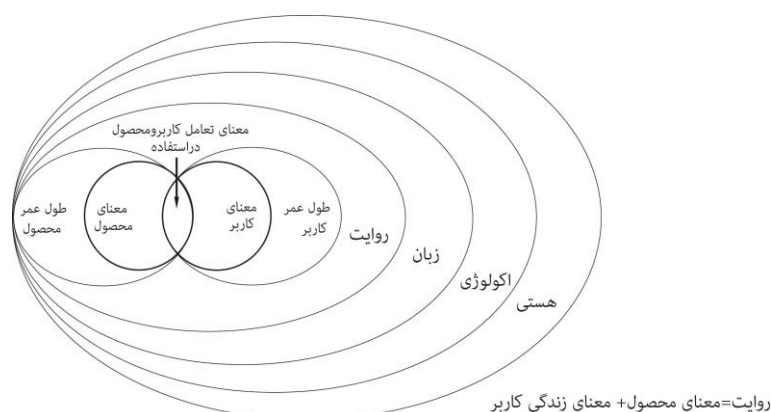 معنای تعامل کاربرومحصول
دراستفاده
طول عمر
کاربر
معنای
کاربر
معنای
محصول
طول عمر
محصول
روایت
زبان
اکولوژی
هستی
روایت=معنای محصول+ معنای زندگی کاربر